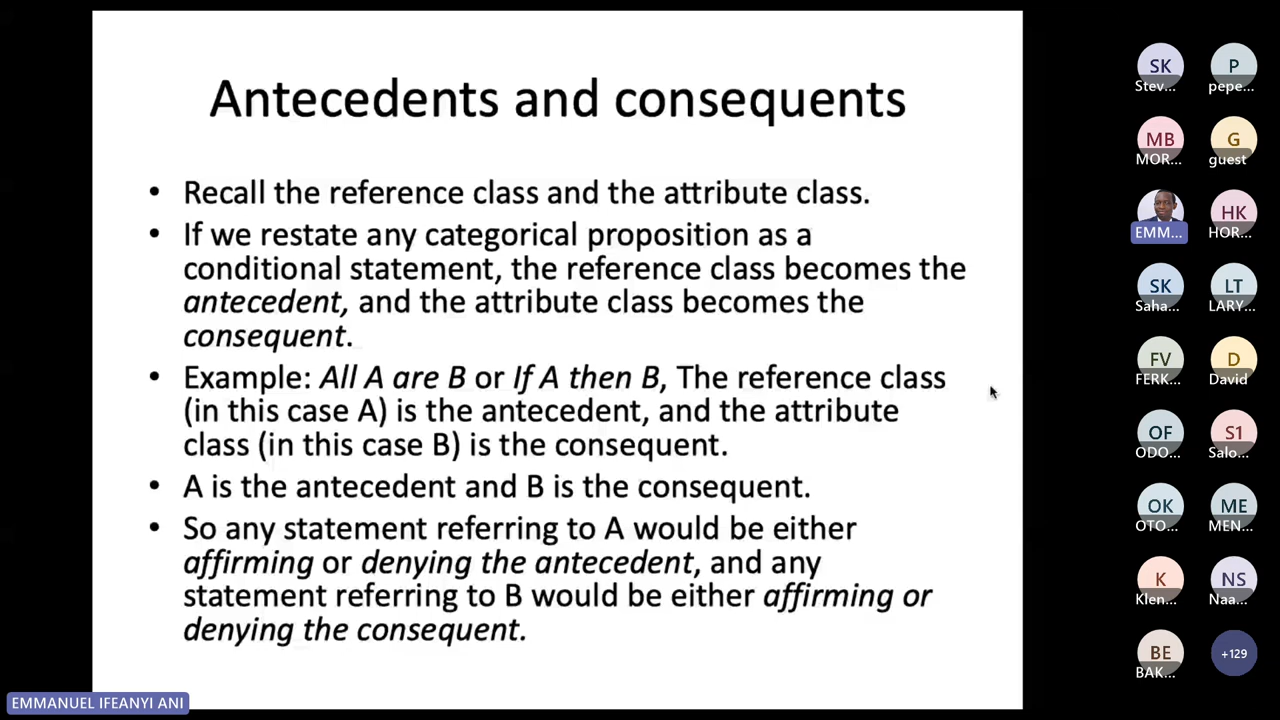 Antecedents and consequents
• Recall the reference class and the attribute class.
• If we restate any categorical proposition as a
conditional statement, the reference class becomes the
antecedent, and the attribute class becomes the
consequent.
• Example: All A are B or If A then B, The reference class
(in this case A) is the antecedent, and the attribute
class (in this case B) is the consequent.
• A is the antecedent and B is the consequent.
• So any statement referring to A would be either
affirming or denying the antecedent, and any
statement referring to B would be either affirming or
denying the consequent.
EMMANUEL IFEANYI ANI
SK P
Stev... pepe...
MB G
MOR... guest
HK
EMM... HOR...
SK LT
Saha... LARY...
FV D
FERK... David
OF S1
ODO... Salo...
OK ME
OTO... MEN...
K NS
Klen... Naa...
BE +129
BAK...